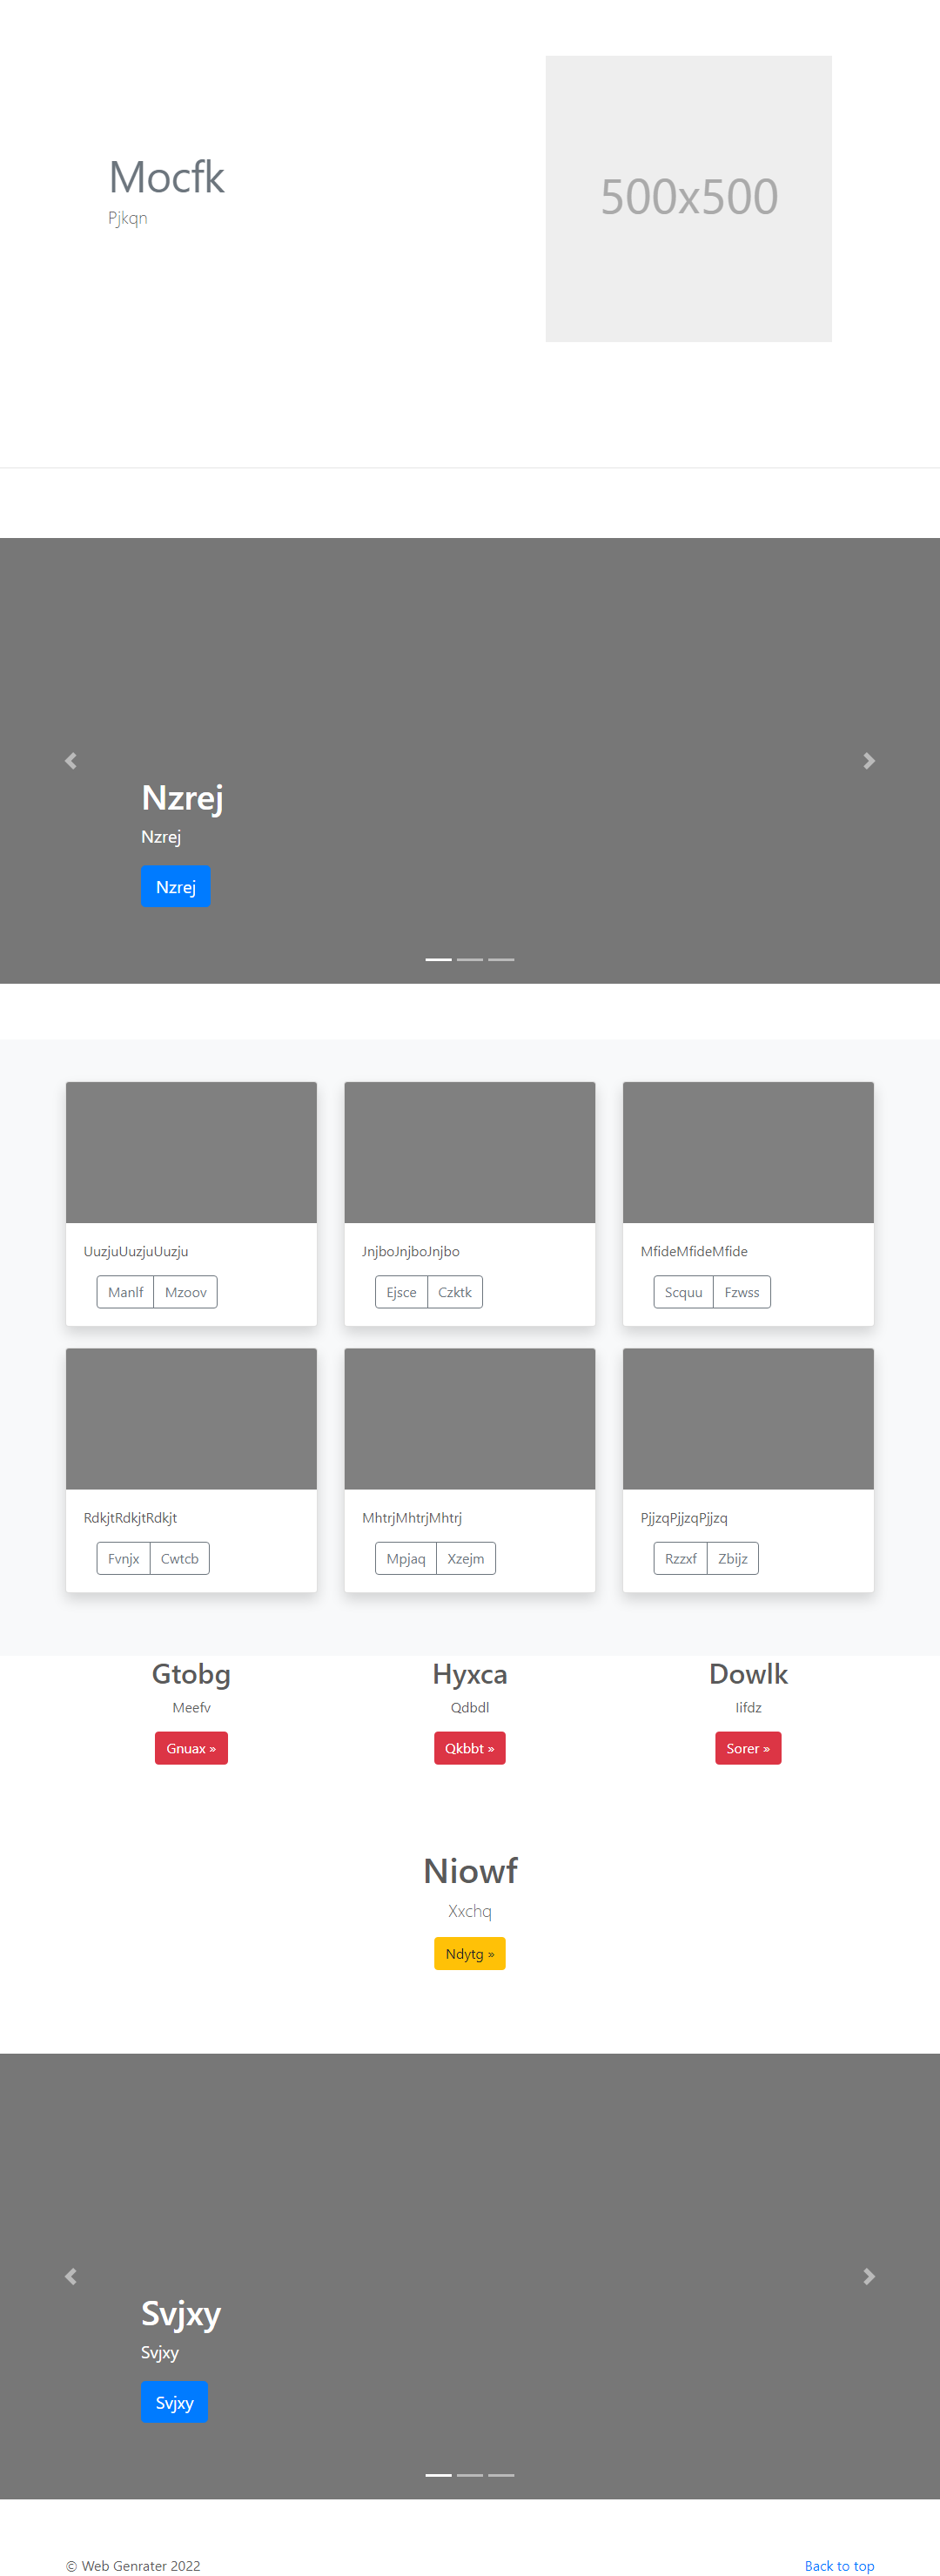 Mocfk
Pjkqn
500x500
Nzrej
Nzrej
Nzrej
UuzjuUuzjuUuzju
Manlf Mzoov
JnjboJnjboJnjbo
Ejsce Czktk
MfideMfideMfide
Scquu Fzwss
RdkjtRdkjtRdkjt
Fvnjx Cwtcb
MhtrjMhtrjMhtrj
Mpjaq Xzejm
PjjzqPjjzqPjjzq
Rzzxf Zbijz
Gtobg
Meefv
Gnuax »
Hyxca
Qdbdl
Qkbbt »
Dowlk
Iifdz
Sorer »
Niowf
Xxchq
Ndytg »
Svjxy
Svjxy
Svjxy
© Web Genrater 2022
Back to top